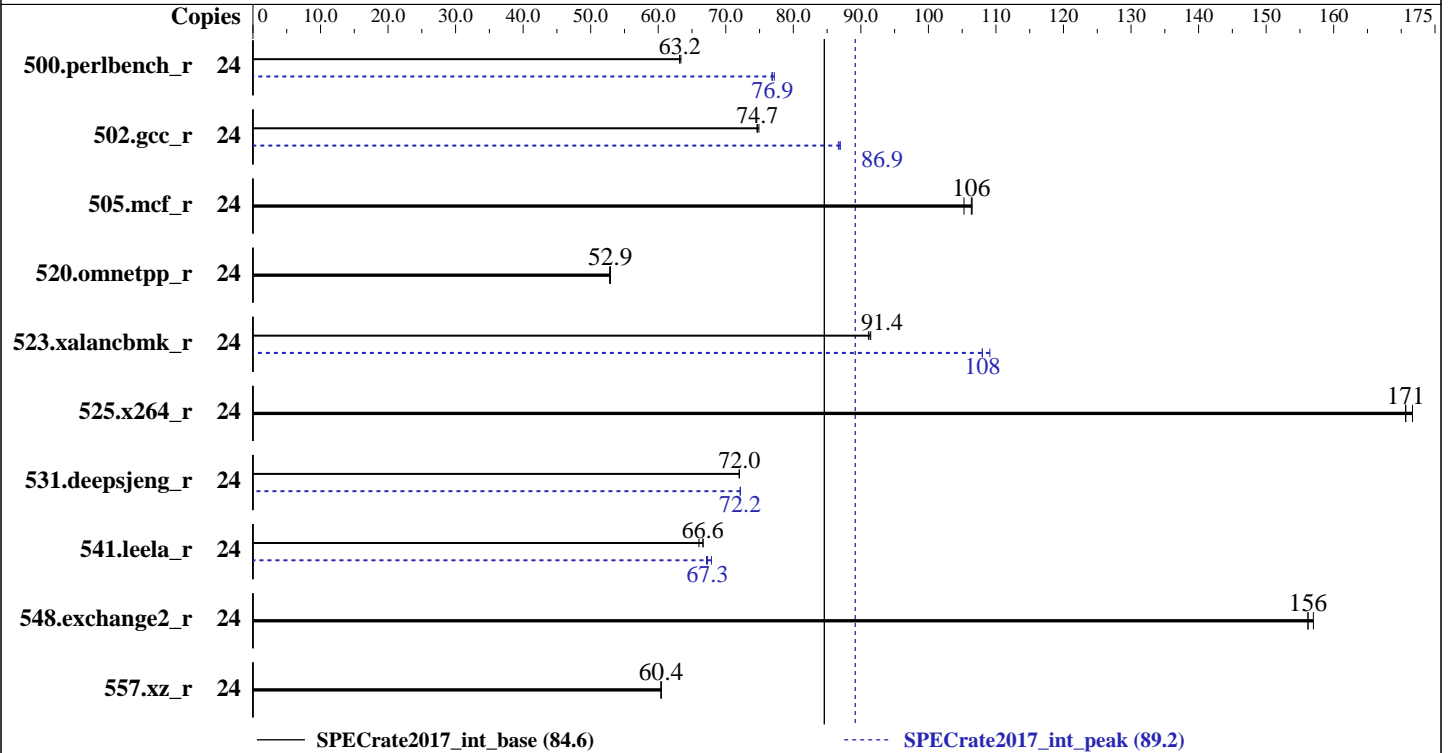 Copies 0 10.0 20.0 30.0 40.0 50.0 60.0 70.0 80.0 90.0 100 110 120 130 140 150 160 175
500.perlbench_r 24 63.2
76.9
502.gcc_r 24 74.7
86.9
505.mcf_r 24 106
520.omnetpp_r 24 52.9
523.xalancbmk_r 24 91.4
108
525.x264_r 24 171
531.deepsjeng_r 24 72.0
72.2
541.leela_r 24 66.6
67.3
548.exchange2_r 24 156
557.xz_r 24 60.4
SPECrate2017_int_base (84.6) SPECrate2017_int_peak (89.2)